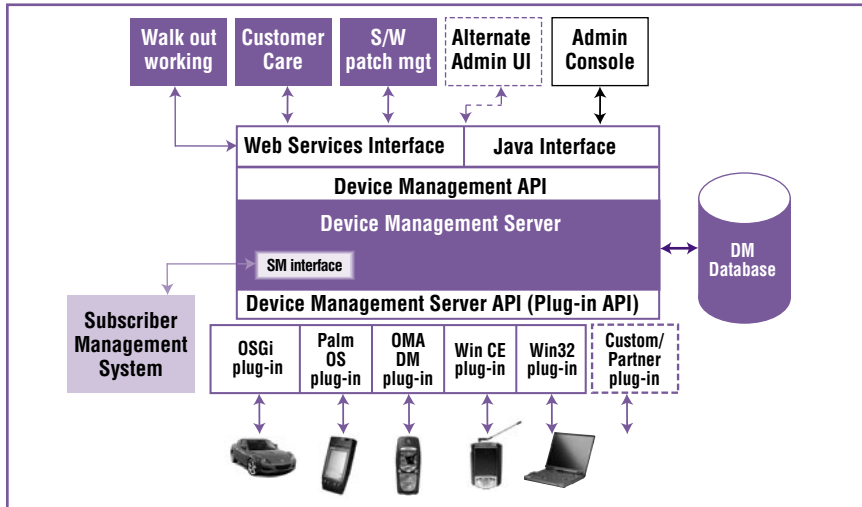 Walk out
working
Customer
Care
S/W
patch mgt
Alternate
Admin UI
Admin
Console
Web Services Interface
Java Interface
Device Management API
Device Management Server
SM interface
DM
Database
Device Management Server API (Plug-in API)
Subscriber
Management
System
OSGi
plug-in
Palm
OS
plug-in
OMA
DM
plug-in
Win CE
plug-in
Win32
plug-in
Custom/
Partner
plug-in